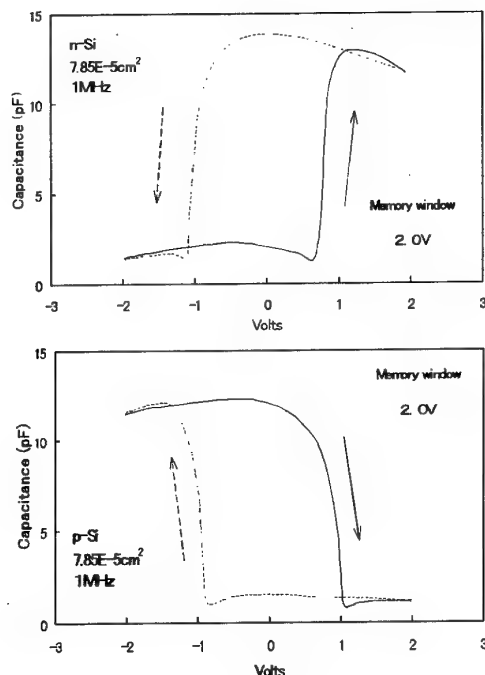 15
n-Si
7.85E-5cm²
1MHz
10
Capacitance (pF)
5
Memory window
2. 0V
0
-3 -2 -1 0 1 2 3
Volts
15
Memory window
2. 0V
10
Capacitance (pF)
5
p-Si
7.85E-5cm²
1MHz
0
-3 -2 -1 0 1 2 3
Volts